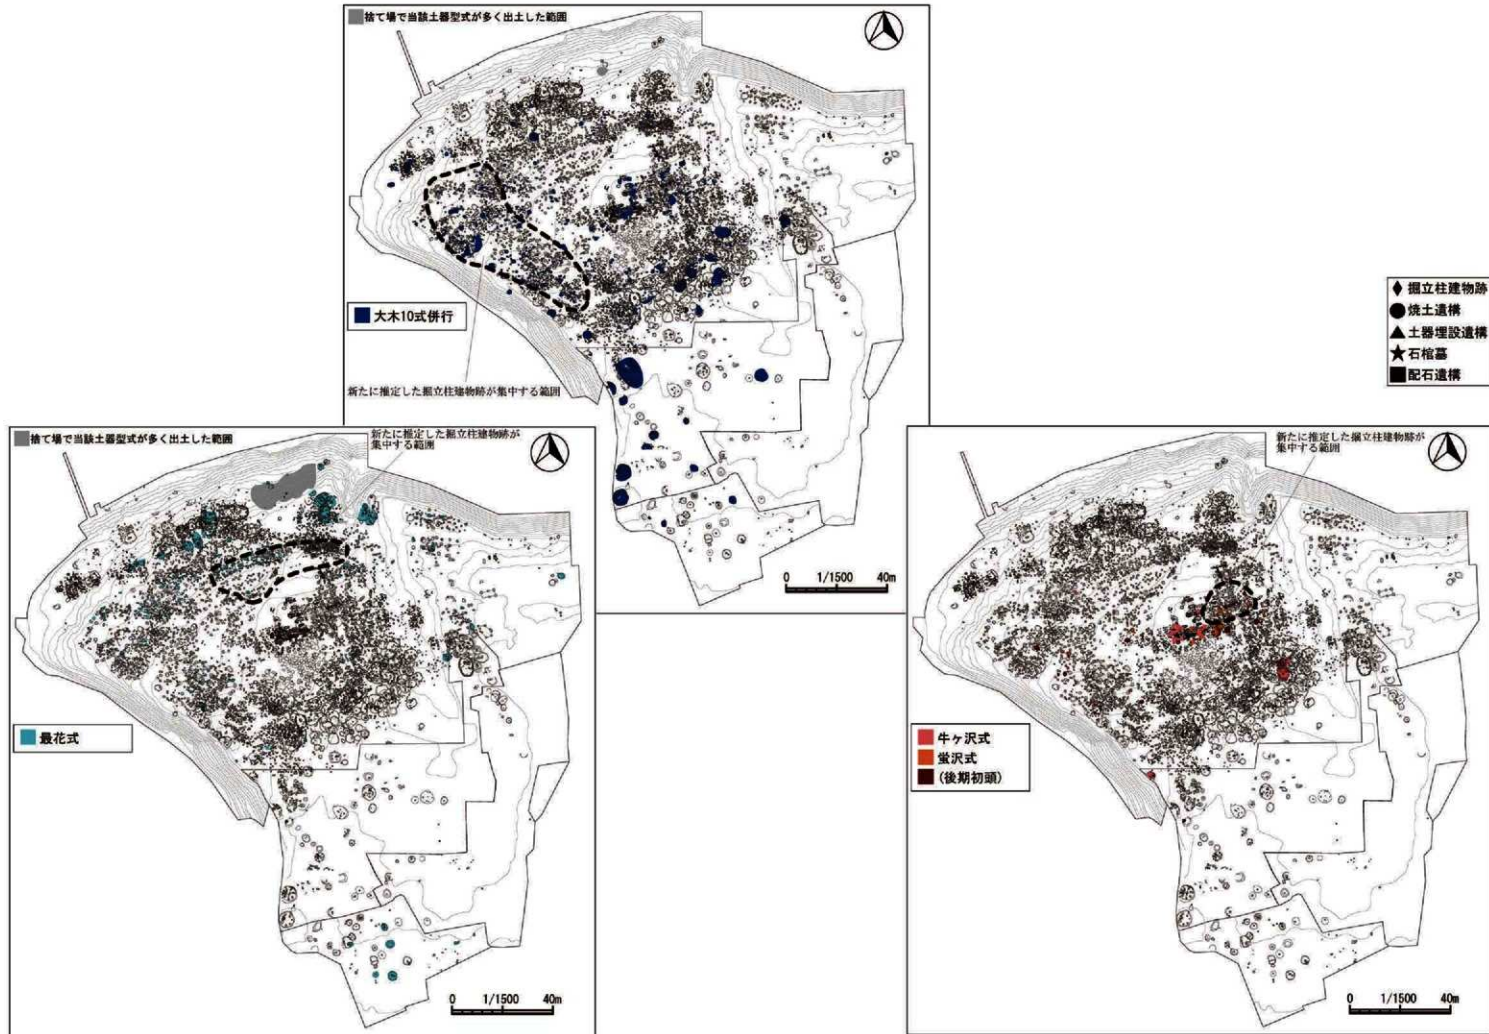 捨て場で当該土器型式が多く出土した範囲
大木10式併行
新たに推定した掘立柱建物跡が集中する範囲
0 1/1500 40m
掘立柱建物跡
焼土遺構
土器埋設遺構
石棺墓
配石遺構
捨て場で当該土器型式が多く出土した範囲
新たに推定した掘立柱建物跡が
集中する範囲
最花式
0 1/1500 40m
新たに推定した掘立柱建物跡が
集中する範囲
牛ヶ沢式
蛍沢式
(後期初頭)
0 1/1500 40m